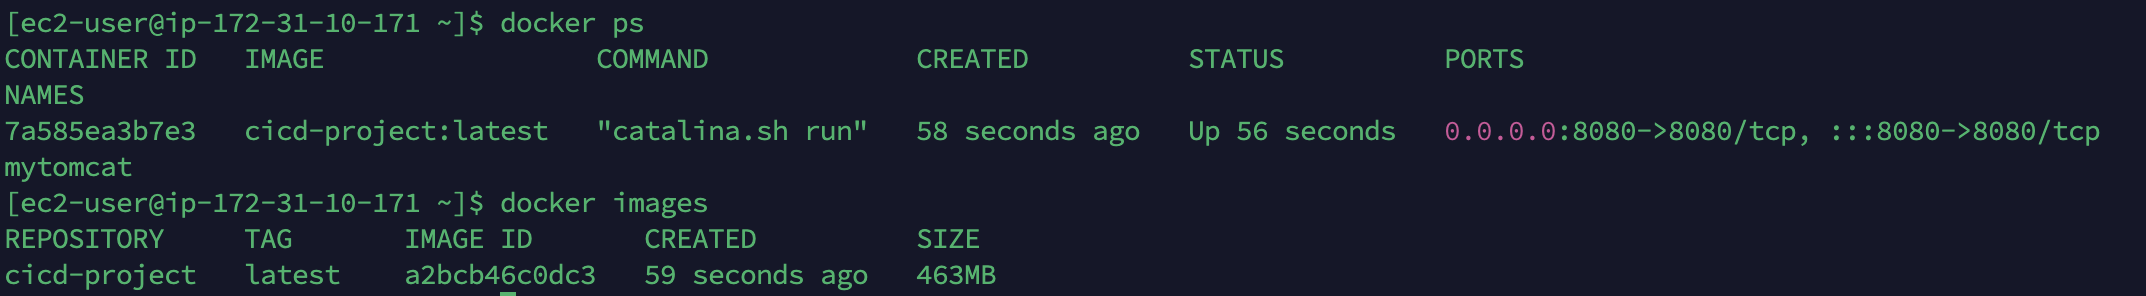 [ec2-user@ip-172-31-10-171 ~]$ docker ps
CONTAINER ID   IMAGE                 COMMAND             CREATED          STATUS          PORTS
NAMES
7a585ea3b7e3   cicd-project:latest   "catalina.sh run"   58 seconds ago   Up 56 seconds   0.0.0.0:8080->8080/tcp, :::8080->8080/tcp
mytomcat
[ec2-user@ip-172-31-10-171 ~]$ docker images
REPOSITORY     TAG       IMAGE ID       CREATED          SIZE
cicd-project   latest    a2bcb46c0dc3   59 seconds ago   463MB